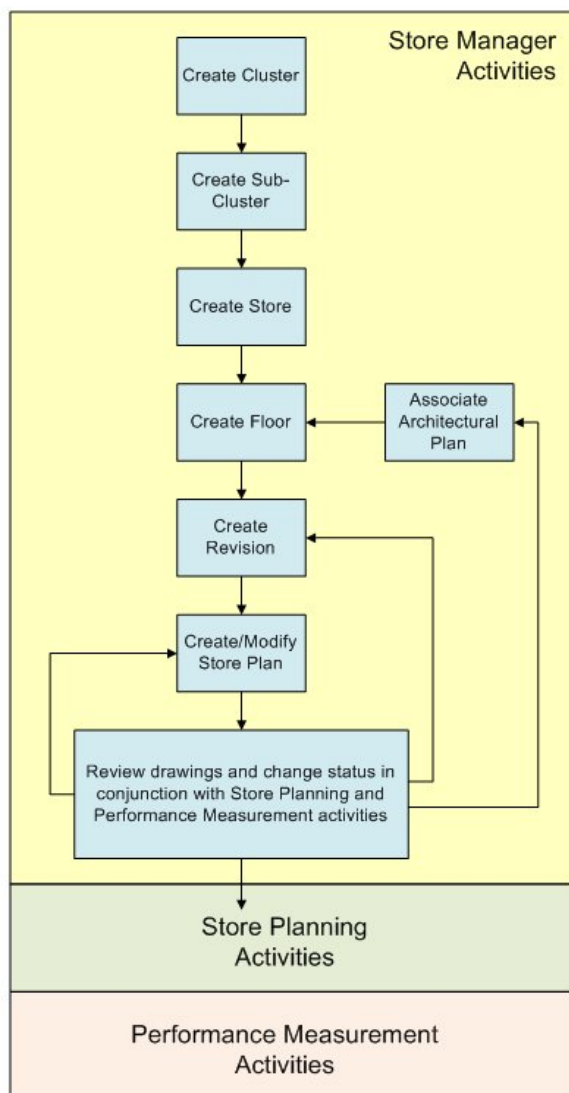 Store Manager
Activities
Create Cluster
Create Sub-
Cluster
Create Store
Create Floor
Associate
Architectural
Plan
Create
Revision
Create/Modify
Store Plan
Review drawings and change status in
conjunction with Store Planning and
Performance Measurement activities
Store Planning
Activities
Performance Measurement
Activities